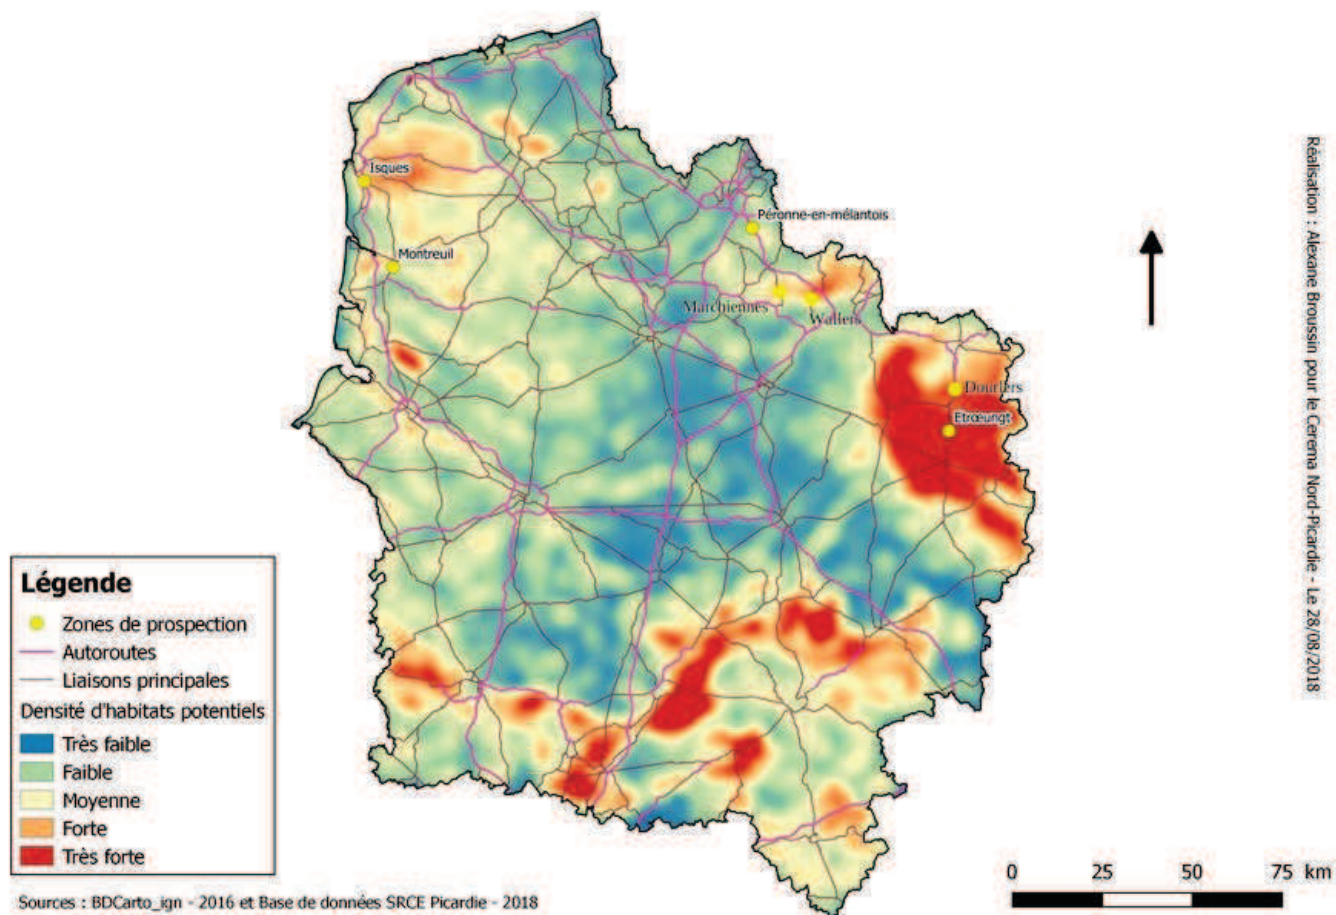 Isques
Péronne-en-mélantois
Montreuil
Marchiennes
Wallers
Dourlers
Etrœungt
Réalisation : Alexane Broussin pour le Cerema Nord-Picardie - Le 28/08/2018
Légende
Zones de prospection
Autoroutes
Liaisons principales
Densité d'habitats potentiels
Très faible
Faible
Moyenne
Forte
Très forte
0 25 50 75 km
Sources : BDCarto_ign - 2016 et Base de données SRCE Picardie - 2018